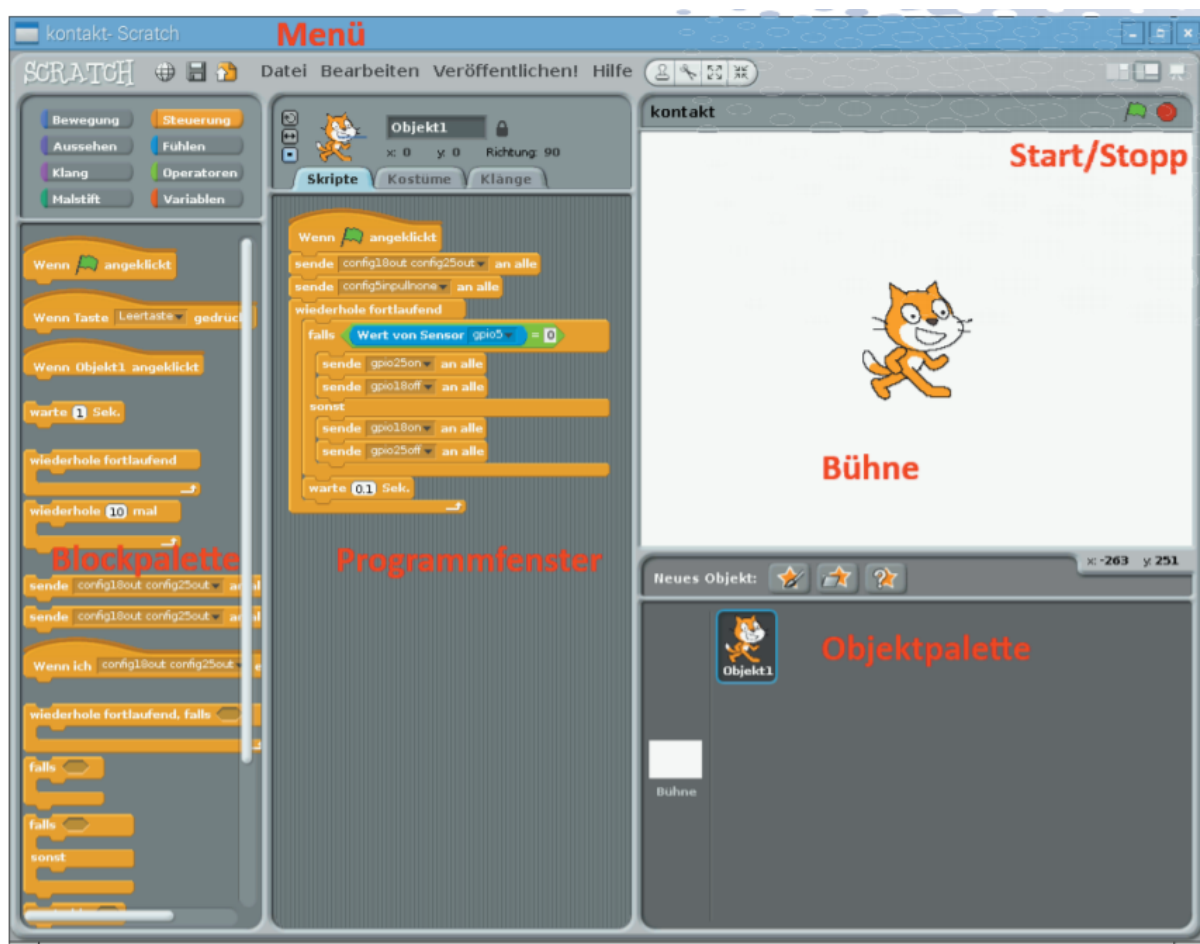 kontakt- Scratch
Menü
SCRATCH
Datei Bearbeiten Veröffentlichen! Hilfe
Bewegung
Steuerung
Aussehen
Fühlen
Klang
Operatoren
Malstift
Variablen
Wenn angeklickt
Wenn Taste Leertaste gedrück
Wenn Objekt1 angeklickt
warte 1 Sek.
wiederhole fortlaufend
wiederhole 10 mal
Blockpalette
sende config18out config25out an al
sende config18out config25out an al
Wenn ich config18out config25out e
wiederhole fortlaufend, falls
falls
falls
sonst
Objekt1
x: 0 y: 0 Richtung: 90
Skripte Kostüme Klänge
Wenn angeklickt
sende config18out config25out an alle
sende config5inpullnone an alle
wiederhole fortlaufend
falls Wert von Sensor gpio5 = 0
sende gpio25on an alle
sende gpio18off an alle
sonst
sende gpio18on an alle
sende gpio25off an alle
warte 0.1 Sek.
Programmfenster
kontakt
Start/Stopp
Bühne
x: -263 y: 251
Neues Objekt:
Objekt1
Objektpalette
Bühne